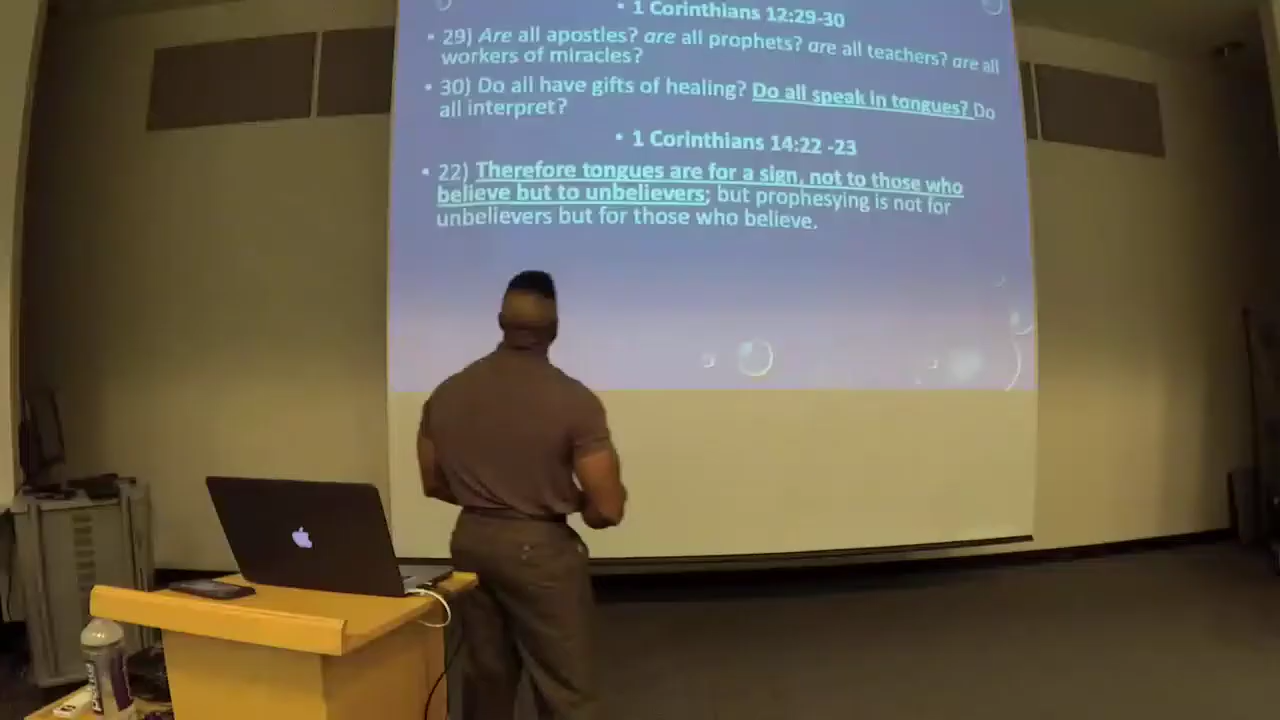 • 1 Corinthians 12:29-30
• 29) Are all apostles? are all prophets? are all teachers? are all
workers of miracles?
• 30) Do all have gifts of healing? Do all speak in tongues? Do
all interpret?
• 1 Corinthians 14:22 -23
• 22) Therefore tongues are for a sign, not to those who
believe but to unbelievers; but prophesying is not for
unbelievers but for those who believe.